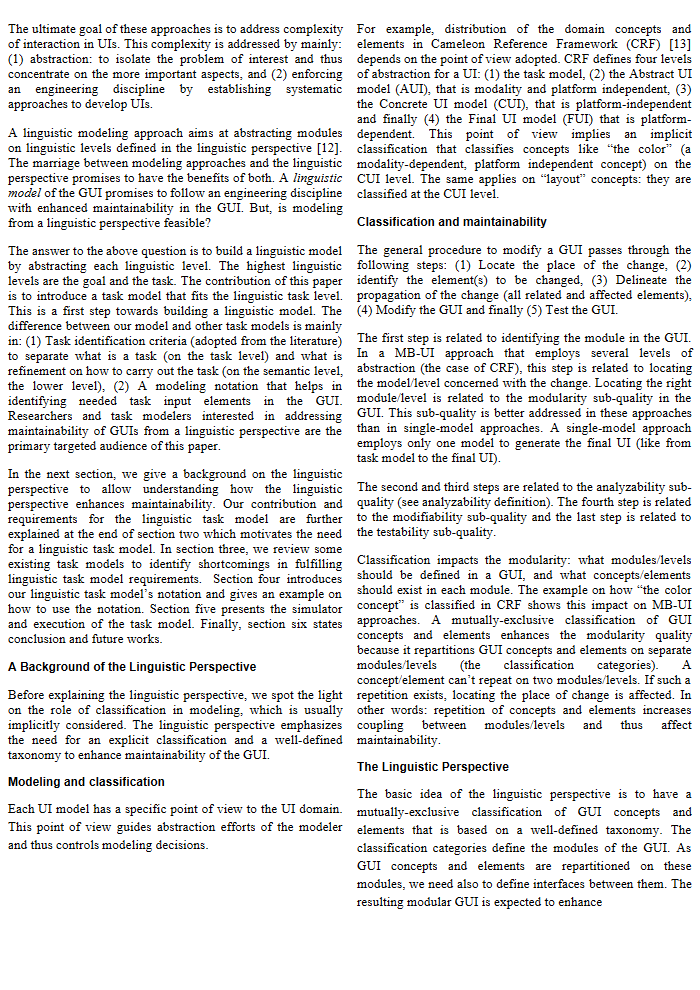 The ultimate goal of these approaches is to address complexity
of interaction in UIs. This complexity is addressed by mainly:
(1) abstraction: to isolate the problem of interest and thus
concentrate on the more important aspects, and (2) enforcing
an engineering discipline by establishing systematic
approaches to develop UIs.
A linguistic modeling approach aims at abstracting modules
on linguistic levels defined in the linguistic perspective [12].
The marriage between modeling approaches and the linguistic
perspective promises to have the benefits of both. A linguistic
model of the GUI promises to follow an engineering discipline
with enhanced maintainability in the GUI. But, is modeling
from a linguistic perspective feasible?
The answer to the above question is to build a linguistic model
by abstracting each linguistic level. The highest linguistic
levels are the goal and the task. The contribution of this paper
is to introduce a task model that fits the linguistic task level.
This is a first step towards building a linguistic model. The
difference between our model and other task models is mainly
in: (1) Task identification criteria (adopted from the literature)
to separate what is a task (on the task level) and what is
refinement on how to carry out the task (on the semantic level,
the lower level), (2) A modeling notation that helps in
identifying needed task input elements in the GUI.
Researchers and task modelers interested in addressing
maintainability of GUIs from a linguistic perspective are the
primary targeted audience of this paper.
In the next section, we give a background on the linguistic
perspective to allow understanding how the linguistic
perspective enhances maintainability. Our contribution and
requirements for the linguistic task model are further
explained at the end of section two which motivates the need
for a linguistic task model. In section three, we review some
existing task models to identify shortcomings in fulfilling
linguistic task model requirements. Section four introduces
our linguistic task model's notation and gives an example on
how to use the notation. Section five presents the simulator
and execution of the task model. Finally, section six states
conclusion and future works.
A Background of the Linguistic Perspective
Before explaining the linguistic perspective, we spot the light
on the role of classification in modeling, which is usually
implicitly considered. The linguistic perspective emphasizes
the need for an explicit classification and a well-defined
taxonomy to enhance maintainability of the GUI.
Modeling and classification
Each UI model has a specific point of view to the UI domain.
This point of view guides abstraction efforts of the modeler
and thus controls modeling decisions.
For example, distribution of the domain concepts and
elements in Cameleon Reference Framework (CRF) [13]
depends on the point of view adopted. CRF defines four levels
of abstraction for a UI: (1) the task model, (2) the Abstract UI
model (AUI), that is modality and platform independent, (3)
the Concrete UI model (CUI), that is platform-independent
and finally (4) the Final UI model (FUI) that is platform-
dependent. This point of view implies an implicit
classification that classifies concepts like “the color” (a
modality-dependent, platform independent concept) on the
CUI level. The same applies on “layout” concepts: they are
classified at the CUI level.
Classification and maintainability
The general procedure to modify a GUI passes through the
following steps: (1) Locate the place of the change, (2)
identify the element(s) to be changed, (3) Delineate the
propagation of the change (all related and affected elements),
(4) Modify the GUI and finally (5) Test the GUI.
The first step is related to identifying the module in the GUI.
In a MB-UI approach that employs several levels of
abstraction (the case of CRF), this step is related to locating
the model/level concerned with the change. Locating the right
module/level is related to the modularity sub-quality in the
GUI. This sub-quality is better addressed in these approaches
than in single-model approaches. A single-model approach
employs only one model to generate the final UI (like from
task model to the final UI).
The second and third steps are related to the analyzability sub-
quality (see analyzability definition). The fourth step is related
to the modifiability sub-quality and the last step is related to
the testability sub-quality.
Classification impacts the modularity: what modules/levels
should be defined in a GUI, and what concepts/elements
should exist in each module. The example on how “the color
concept” is classified in CRF shows this impact on MB-UI
approaches. A mutually-exclusive classification of GUI
concepts and elements enhances the modularity quality
because it repartitions GUI concepts and elements on separate
modules/levels (the classification categories). A
concept/element can't repeat on two modules/levels. If such a
repetition exists, locating the place of change is affected. In
other words: repetition of concepts and elements increases
coupling between modules/levels and thus affect
maintainability.
The Linguistic Perspective
The basic idea of the linguistic perspective is to have a
mutually-exclusive classification of GUI concepts and
elements that is based on a well-defined taxonomy. The
classification categories define the modules of the GUI. As
GUI concepts and elements are repartitioned on these
modules, we need also to define interfaces between them. The
resulting modular GUI is expected to enhance